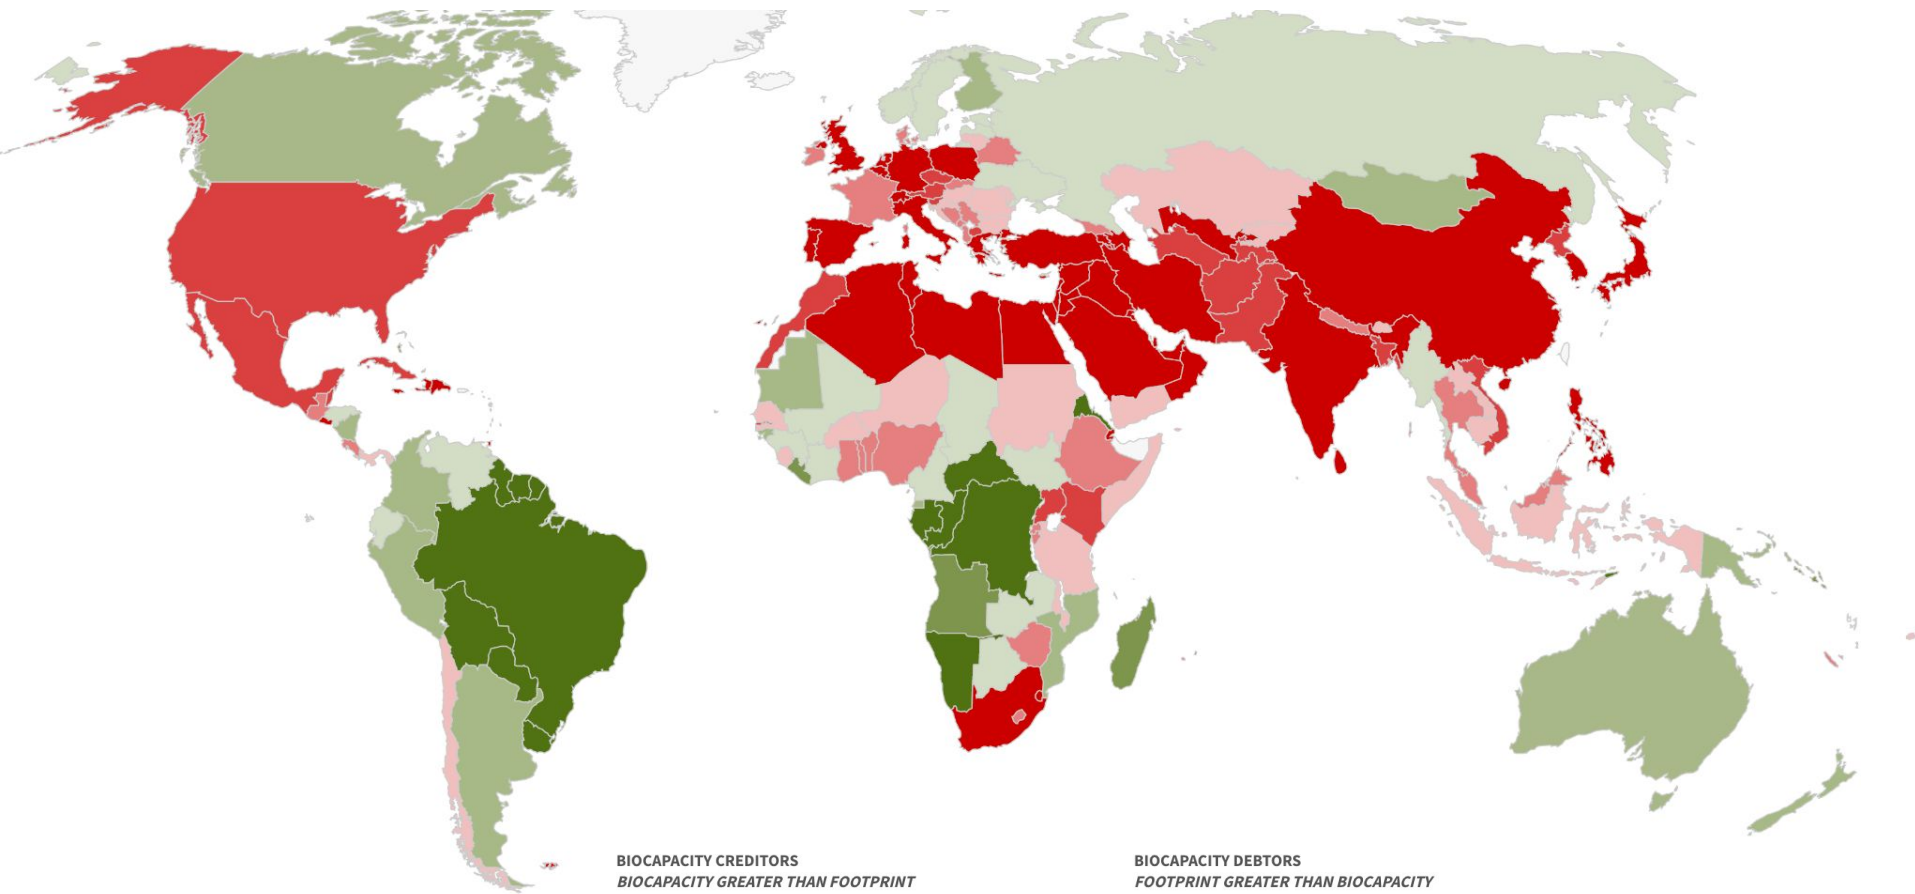 BIOCAPACITY CREDITORS
BIOCAPACITY GREATER THAN FOOTPRINT
BIOCAPACITY DEBTORS
FOOTPRINT GREATER THAN BIOCAPACITY